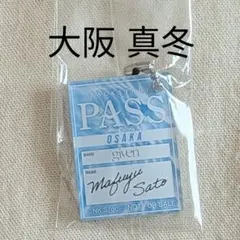 大阪 真冬
PASS
OSAKA
given
Mafuyu
Sato
NOT FOR SALE